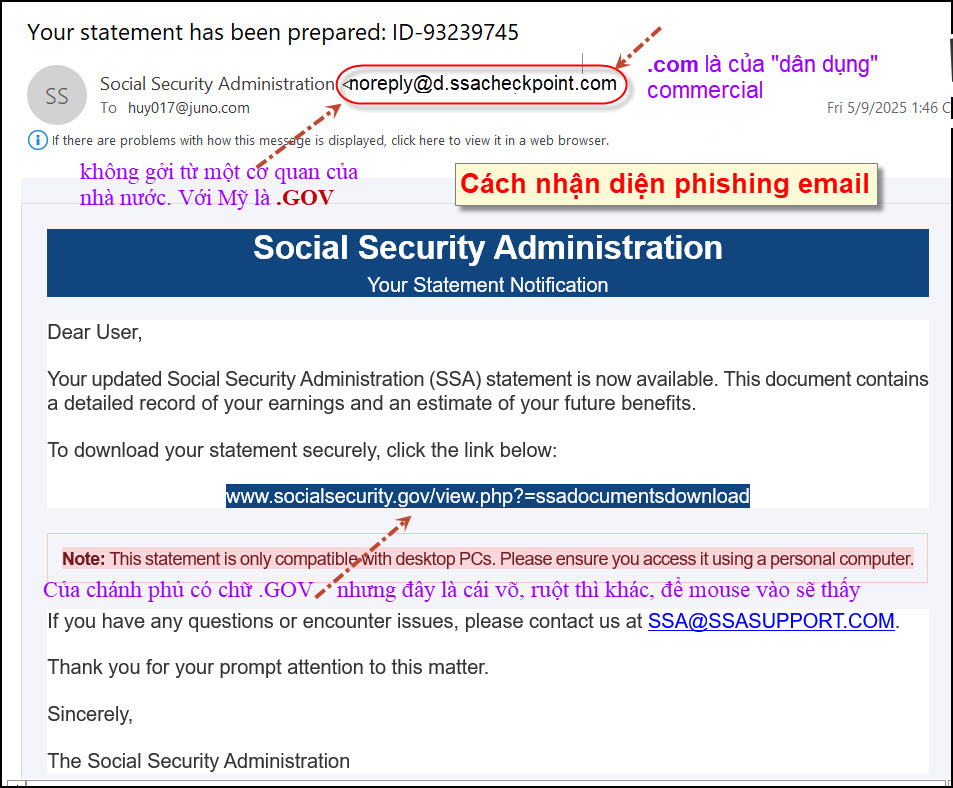 Your statement has been prepared: ID-93239745
SS
Social Security Administration <noreply@d.ssacheckpoint.com
To huy017@juno.com
.com là của "dân dụng"
commercial
Fri 5/9/2025 1:46
If there are problems with how this message is displayed, click here to view it in a web browser.
không gởi từ một cơ quan của
nhà nước. Với Mỹ là .GOV
Cách nhận diện phishing email
Social Security Administration
Your Statement Notification
Dear User,
Your updated Social Security Administration (SSA) statement is now available. This document contains
a detailed record of your earnings and an estimate of your future benefits.
To download your statement securely, click the link below:
www.socialsecurity.gov/view.php?=ssadocumentsdownload
Note: This statement is only compatible with desktop PCs. Please ensure you access it using a personal computer.
Của chánh phủ có chữ .GOV nhưng đây là cái võ, ruột thì khác, để mouse vào sẽ thấy
If you have any questions or encounter issues, please contact us at SSA@SSASUPPORT.COM.
Thank you for your prompt attention to this matter.
Sincerely,
The Social Security Administration